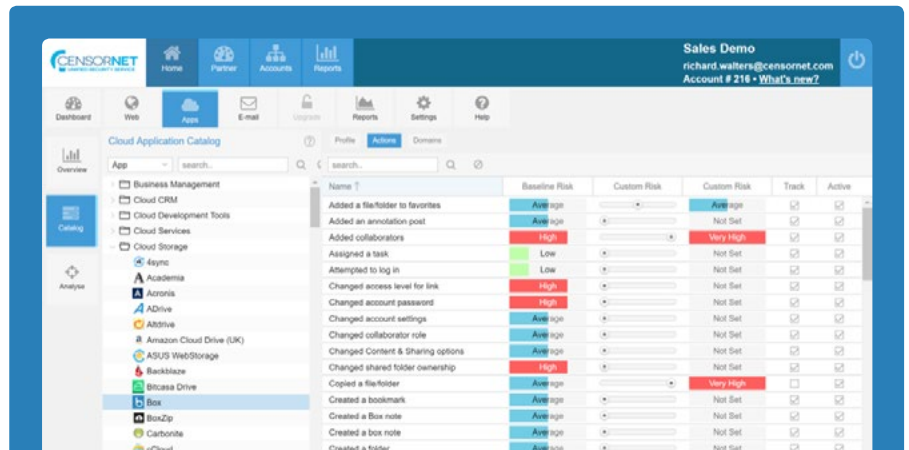 CENSORNET
UNIFIED SECURITY SERVICE
Home
Partner
Accounts
Reports
Sales Demo
richard.walters@censornet.com
Account # 216 • What's new?
Dashboard
Web
Apps
E-mail
Upgrade
Reports
Settings
Help
Overview
Catalog
Analyse
Cloud Application Catalog
Profile Actions Domains
App search..
search..
Business Management
Cloud CRM
Cloud Development Tools
Cloud Services
Cloud Storage
4sync
Academia
Acronis
ADrive
Altdrive
Amazon Cloud Drive (UK)
ASUS WebStorage
Backblaze
Bitcasa Drive
Box
BoxZip
Carbonite
Name ↑ Baseline Risk Custom Risk Custom Risk Track Active
Added a file/folder to favorites Average Average
Added an annotation post Average Not Set
Added collaborators High Very High
Assigned a task Low Not Set
Attempted to log in Low Not Set
Changed access level for link High Not Set
Changed account password High Not Set
Changed account settings Average Not Set
Changed collaborator role Average Not Set
Changed Content & Sharing options Average Not Set
Changed shared folder ownership High Not Set
Copied a file/folder Average Very High
Created a bookmark Average Not Set
Created a Box note Average Not Set
Created a box note Average Not Set
Created a folder Average Not Set